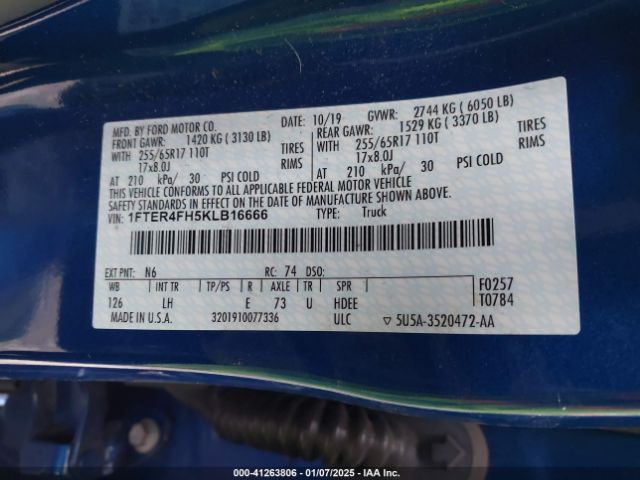 MFD. BY FORD MOTOR CO.
DATE: 10/19 GVWR: 2744 KG ( 6050 LB)
FRONT GAWR: 1420 KG ( 3130 LB)
REAR GAWR: 1529 KG ( 3370 LB)
WITH 255/65R17 110T TIRES
WITH 255/65R17 110T TIRES
17x8.0J RIMS
17x8.0J RIMS
AT 210 kPa/ 30 PSI COLD
AT 210 kPa/ 30 PSI COLD
THIS VEHICLE CONFORMS TO ALL APPLICABLE FEDERAL MOTOR VEHICLE
SAFETY STANDARDS IN EFFECT ON THE DATE OF MANUFACTURE SHOWN ABOVE.
VIN: 1FTER4FH5KLB16666 TYPE: Truck
EXT PNT: N6 RC: 74 DSO:
WB INT TR TP/PS R AXLE TR SPR F0257
126 LH E 73 U HDEE T0784
MADE IN U.S.A. 3201910077336 ULC ▽ 5U5A-3520472-AA
000-41263806 - 01/07/2025 - IAA Inc.